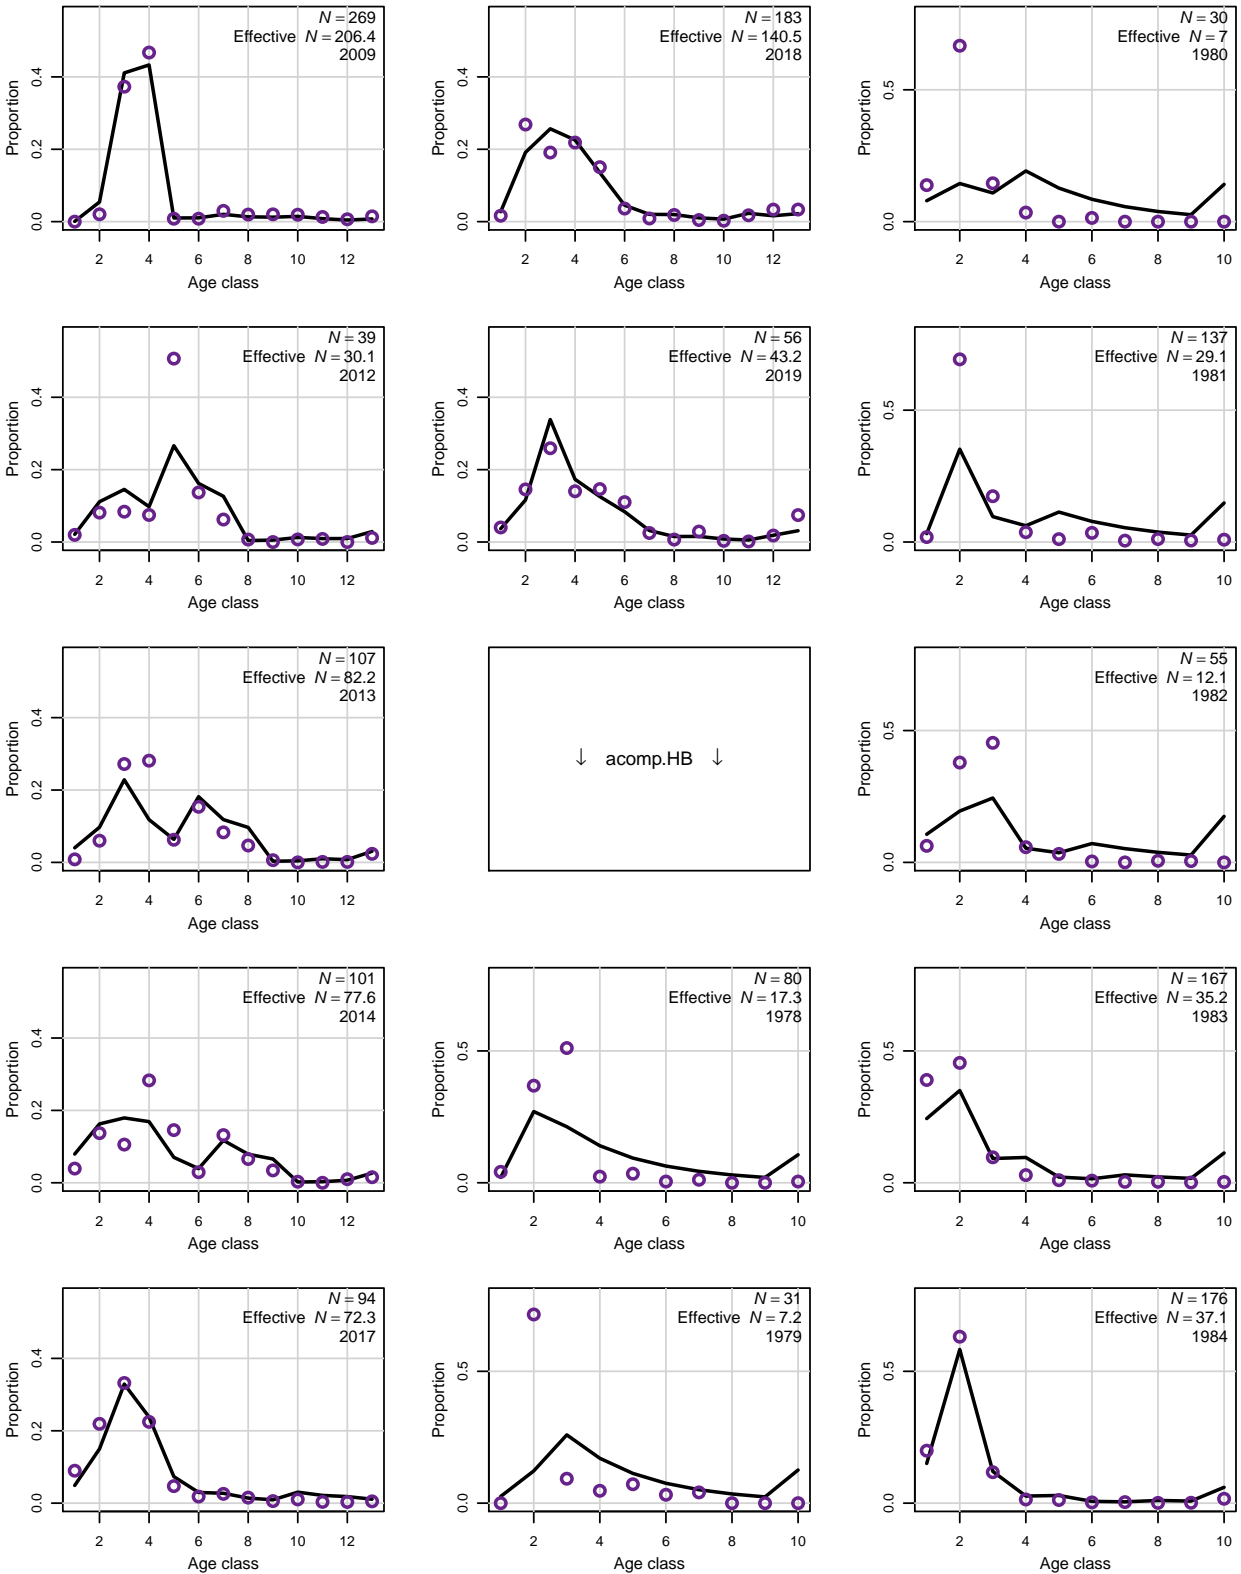 N = 269
Effective N = 206.4
2009
Proportion
0.0
0.2
0.4
2 4 6 8 10 12
Age class
N = 183
Effective N = 140.5
2018
Proportion
0.0
0.2
0.4
2 4 6 8 10 12
Age class
N = 30
Effective N = 7
1980
Proportion
0.0
0.5
2 4 6 8 10
Age class
N = 39
Effective N = 30.1
2012
Proportion
0.0
0.2
0.4
2 4 6 8 10 12
Age class
N = 56
Effective N = 43.2
2019
Proportion
0.0
0.2
0.4
2 4 6 8 10 12
Age class
N = 137
Effective N = 29.1
1981
Proportion
0.0
0.5
2 4 6 8 10
Age class
N = 107
Effective N = 82.2
2013
Proportion
0.0
0.2
0.4
2 4 6 8 10 12
Age class
↓ acomp.HB ↓
N = 55
Effective N = 12.1
1982
Proportion
0.0
0.5
2 4 6 8 10
Age class
N = 101
Effective N = 77.6
2014
Proportion
0.0
0.2
0.4
2 4 6 8 10 12
Age class
N = 80
Effective N = 17.3
1978
Proportion
0.0
0.5
2 4 6 8 10
Age class
N = 167
Effective N = 35.2
1983
Proportion
0.0
0.5
2 4 6 8 10
Age class
N = 94
Effective N = 72.3
2017
Proportion
0.0
0.2
0.4
2 4 6 8 10 12
Age class
N = 31
Effective N = 7.2
1979
Proportion
0.0
0.5
2 4 6 8 10
Age class
N = 176
Effective N = 37.1
1984
Proportion
0.0
0.5
2 4 6 8 10
Age class